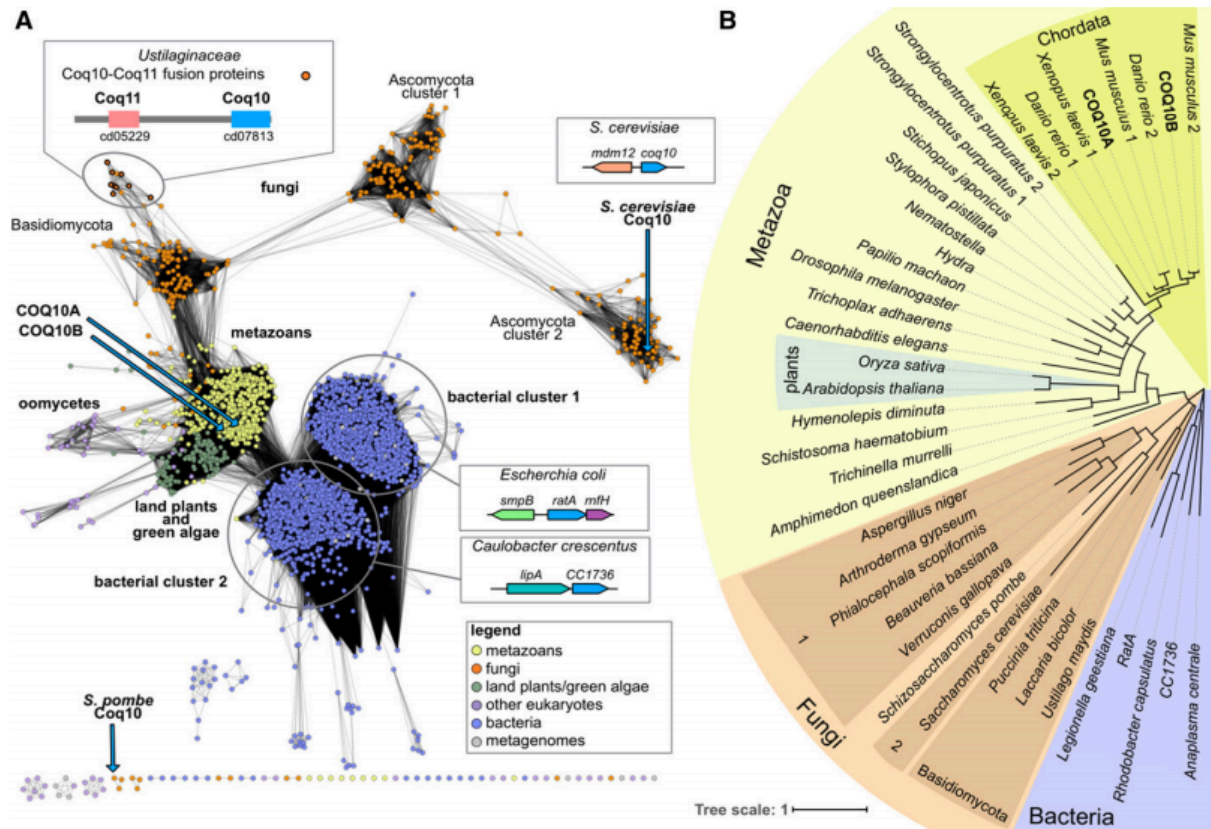 A
Ustilaginaceae
Coq10-Coq11 fusion proteins
Coq11
Coq10
cd05229
cd07813
fungi
Ascomycota
cluster 1
S. cerevisiae
mdm12
coq10
S. cerevisiae
Coq10
Basidiomycota
Ascomycota
cluster 2
COQ10A
COQ10B
metazoans
bacterial cluster 1
oomycetes
land plants
and
green algae
bacterial cluster 2
Escherchia coli
smpB
ratA
rnfH
Caulobacter crescentus
lipA
CC1736
legend
metazoans
fungi
land plants/green algae
other eukaryotes
bacteria
metagenomes
S. pombe
Coq10
B
Chordata
Mus musculus 2
COQ10B
Danio rerio 2
Mus musculus 1
COQ10A
Xenopus laevis 1
Danio rerio 1
Xenopus laevis 2
Strongylocentrotus purpuratus 2
Strongylocentrotus purpuratus 1
Stichopus japonicus
Stylophora pistillata
Nematostella
Hydra
Papilio machaon
Drosophila melanogaster
Trichoplax adhaerens
Caenorhabditis elegans
Metazoa
plants
Oryza sativa
Arabidopsis thaliana
Hymenolepis diminuta
Schistosoma haematobium
Trichinella murrelli
Amphimedon queenslandica
Aspergillus niger
Arthroderma gypseum
Phialocephala scopiformis
Beauveria bassiana
Verruconis gallopava
1
Schizosaccharomyces pombe
Saccharomyces cerevisiae
2
Puccinia triticina
Laccaria bicolor
Ustilago maydis
Basidiomycota
Fungi
Legionella geestiana
RatA
Rhodobacter capsulatus
CC1736
Anaplasma centrale
Bacteria
Tree scale: 1